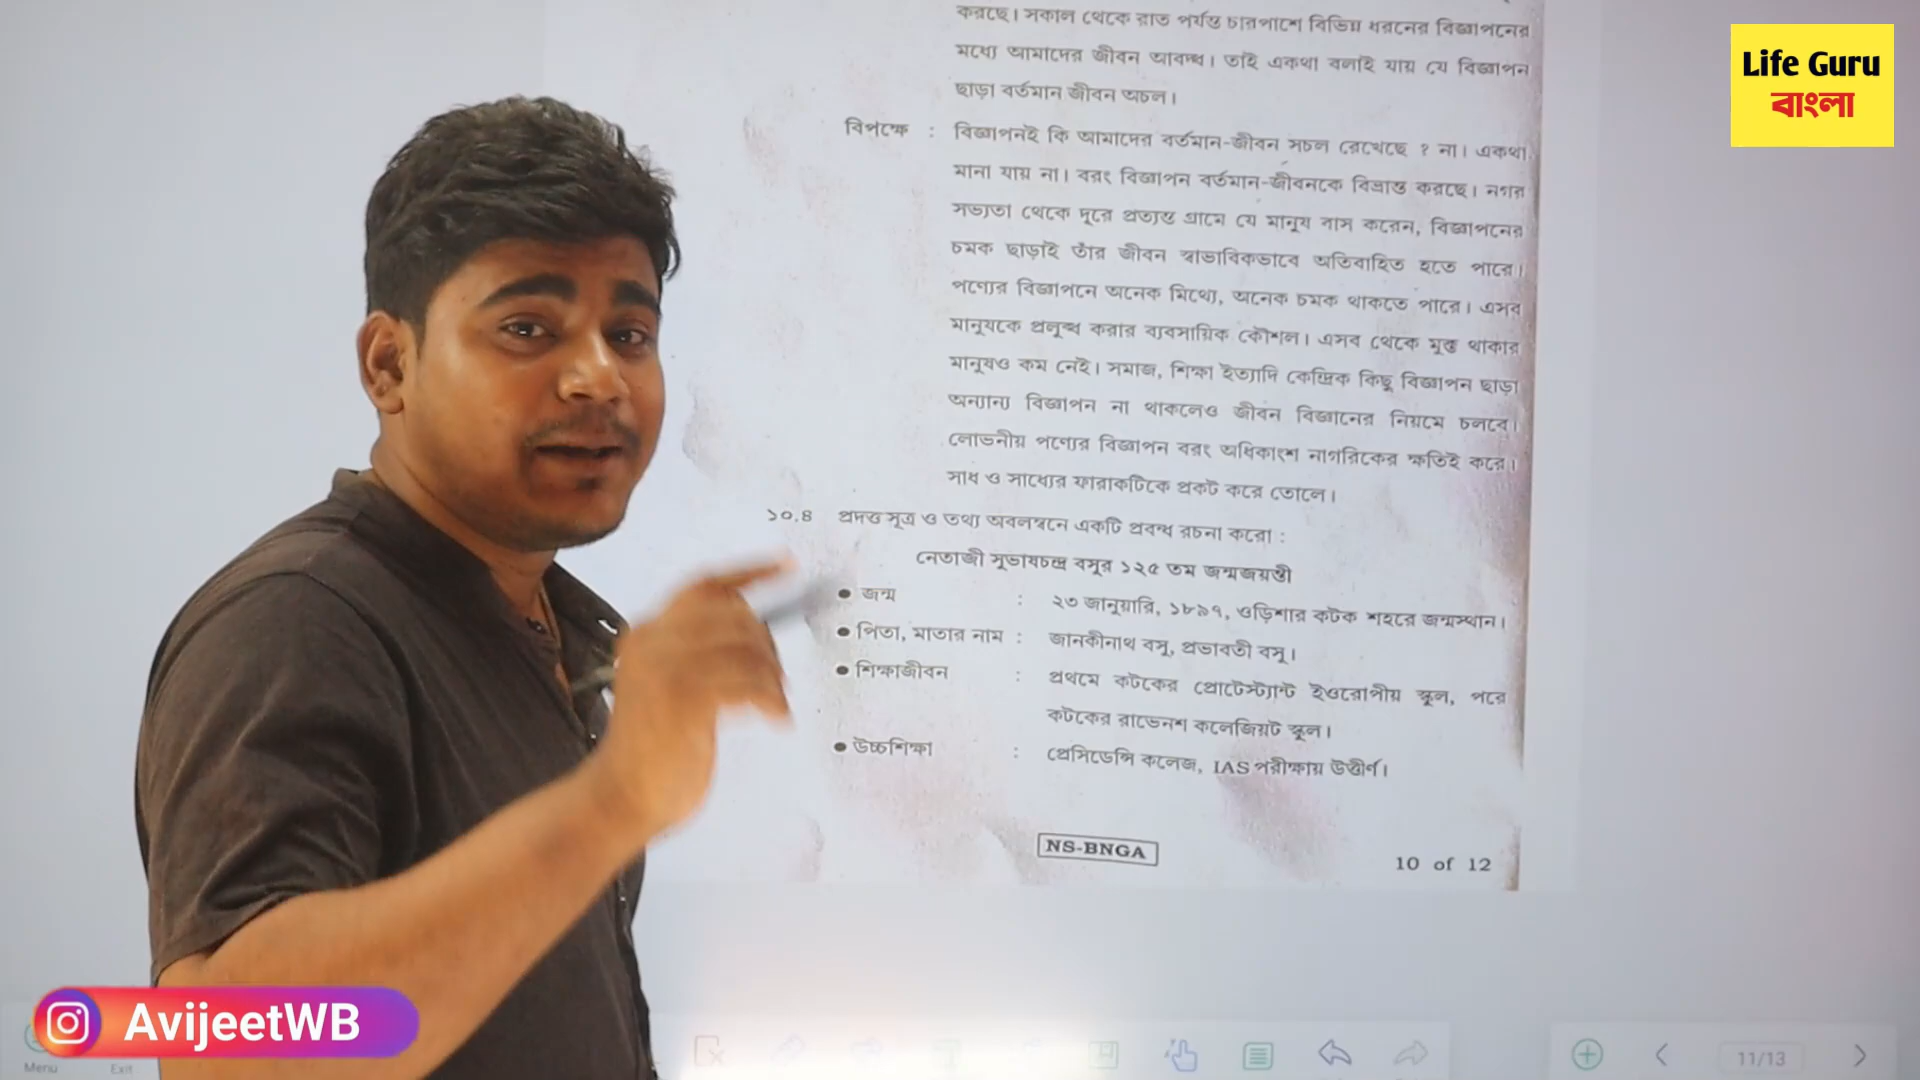 করছে। সকাল থেকে রাত পর্যন্ত চারপাশে বিভিন্ন ধরনের বিজ্ঞাপনের
মধ্যে আমাদের জীবন আবদ্ধ। তাই একথা বলাই যায় যে বিজ্ঞাপন
ছাড়া বর্তমান জীবন অচল।
বিপক্ষে : বিজ্ঞাপনই কি আমাদের বর্তমান-জীবন সচল রেখেছে ? না। একথা
মানা যায় না। বরং বিজ্ঞাপন বর্তমান-জীবনকে বিভ্রান্ত করছে। নগর
সভ্যতা থেকে দূরে প্রত্যন্ত গ্রামে যে মানুষ বাস করেন, বিজ্ঞাপনের
চমক ছাড়াই তাঁর জীবন স্বাভাবিকভাবে অতিবাহিত হতে পারে।
পণ্যের বিজ্ঞাপনে অনেক মিথ্যে, অনেক চমক থাকতে পারে। এসব
মানুষকে প্রলুব্ধ করার ব্যবসায়িক কৌশল। এসব থেকে মুক্ত থাকার
মানুষও কম নেই। সমাজ, শিক্ষা ইত্যাদি কেন্দ্রিক কিছু বিজ্ঞাপন ছাড়া
অন্যান্য বিজ্ঞাপন না থাকলেও জীবন বিজ্ঞানের নিয়মে চলবে।
লোভনীয় পণ্যের বিজ্ঞাপন বরং অধিকাংশ নাগরিকের ক্ষতিই করে।
সাধ ও সাধ্যের ফারাকটিকে প্রকট করে তোলে।
১০.৪ প্রদত্ত সূত্র ও তথ্য অবলম্বনে একটি প্রবন্ধ রচনা করো :
নেতাজী সুভাষচন্দ্র বসুর ১২৫ তম জন্মজয়ন্তী
● জন্ম : ২৩ জানুয়ারি, ১৮৯৭, ওড়িশার কটক শহরে জন্মস্থান।
● পিতা, মাতার নাম : জানকীনাথ বসু, প্রভাবতী বসু।
● শিক্ষাজীবন : প্রথমে কটকের প্রোটেস্ট্যান্ট ইওরোপীয় স্কুল, পরে
কটকের রাভেনশ কলেজিয়ট স্কুল।
● উচ্চশিক্ষা : প্রেসিডেন্সি কলেজ, IAS পরীক্ষায় উত্তীর্ণ।
NS-BNGA
10 of 12
Life Guru
বাংলা
AvijeetWB
Menu
Exit
11/13